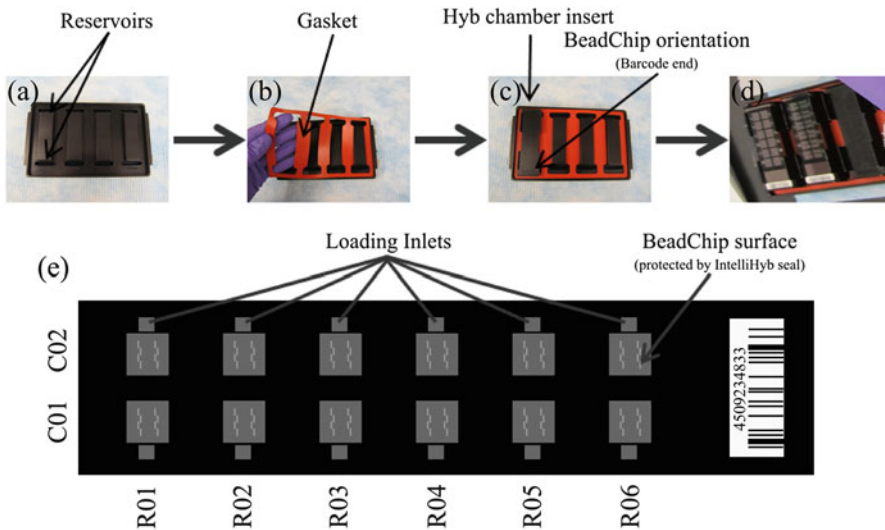 Reservoirs
Gasket
Hyb chamber insert
BeadChip orientation
(Barcode end)
(a)
(b)
(c)
(d)
(e)
Loading Inlets
BeadChip surface
(protected by IntelliHyb seal)
C02
C01
4509234833
R01
R02
R03
R04
R05
R06